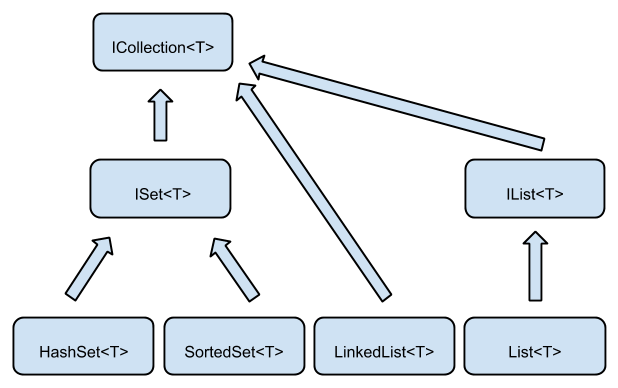 ICollection<T>
ISet<T>
IList<T>
HashSet<T>
SortedSet<T>
LinkedList<T>
List<T>